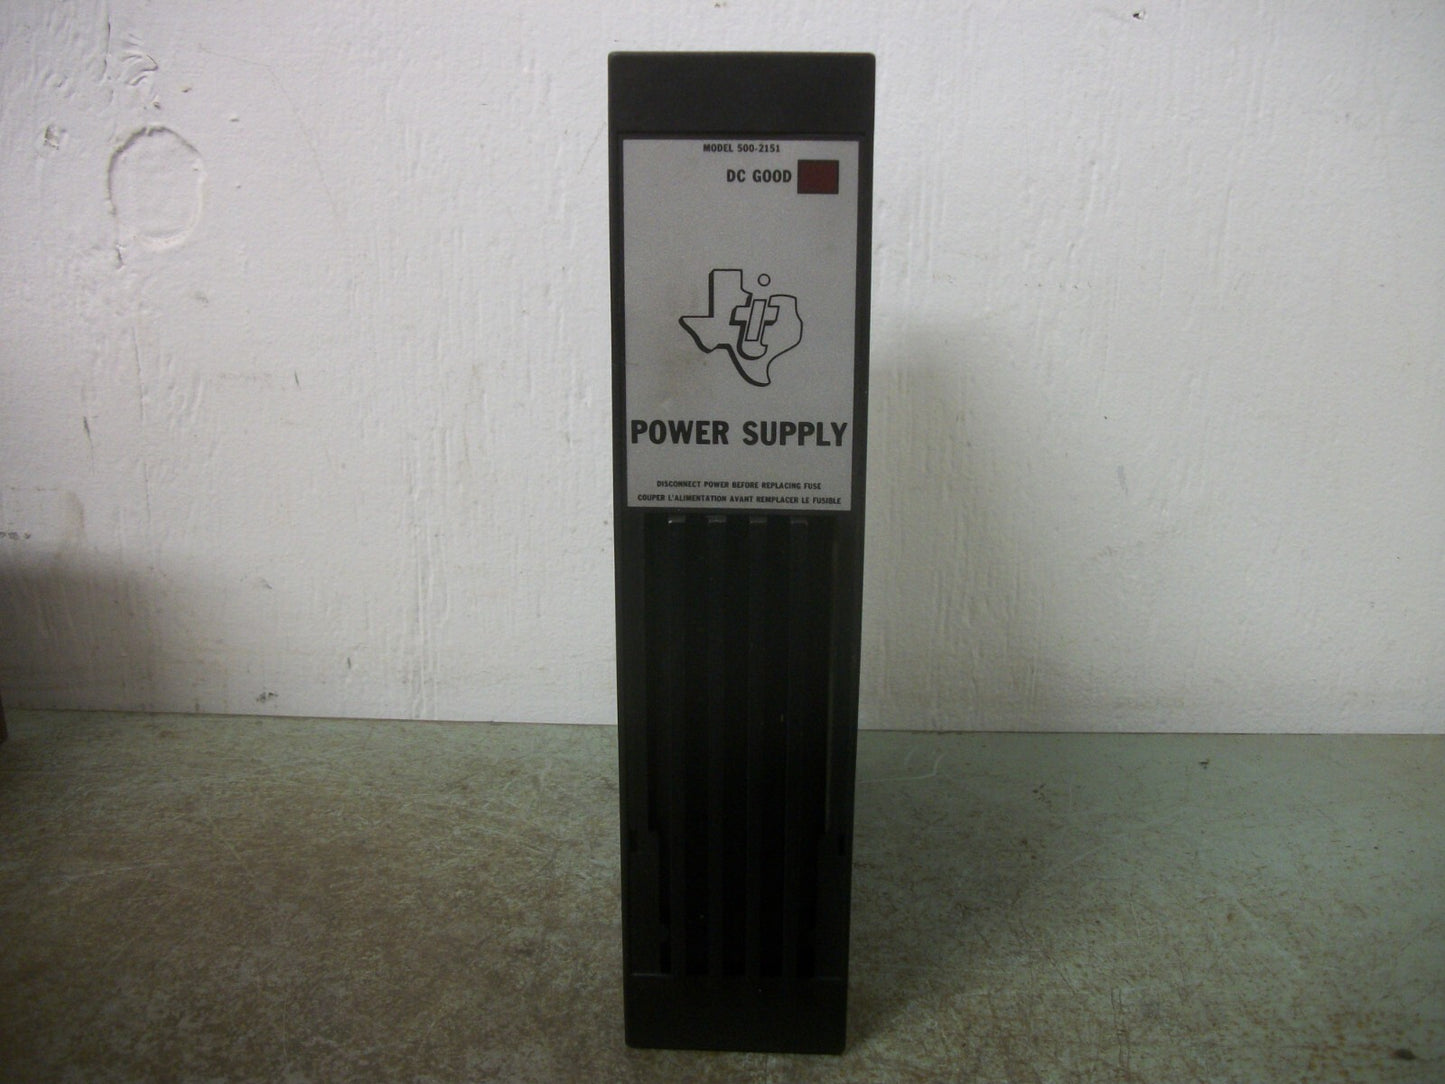 MODEL 500-2151
DC GOOD
POWER SUPPLY
DISCONNECT POWER BEFORE REPLACING FUSE
COUPER L'ALIMENTATION AVANT REMPLACER LE FUSIBLE